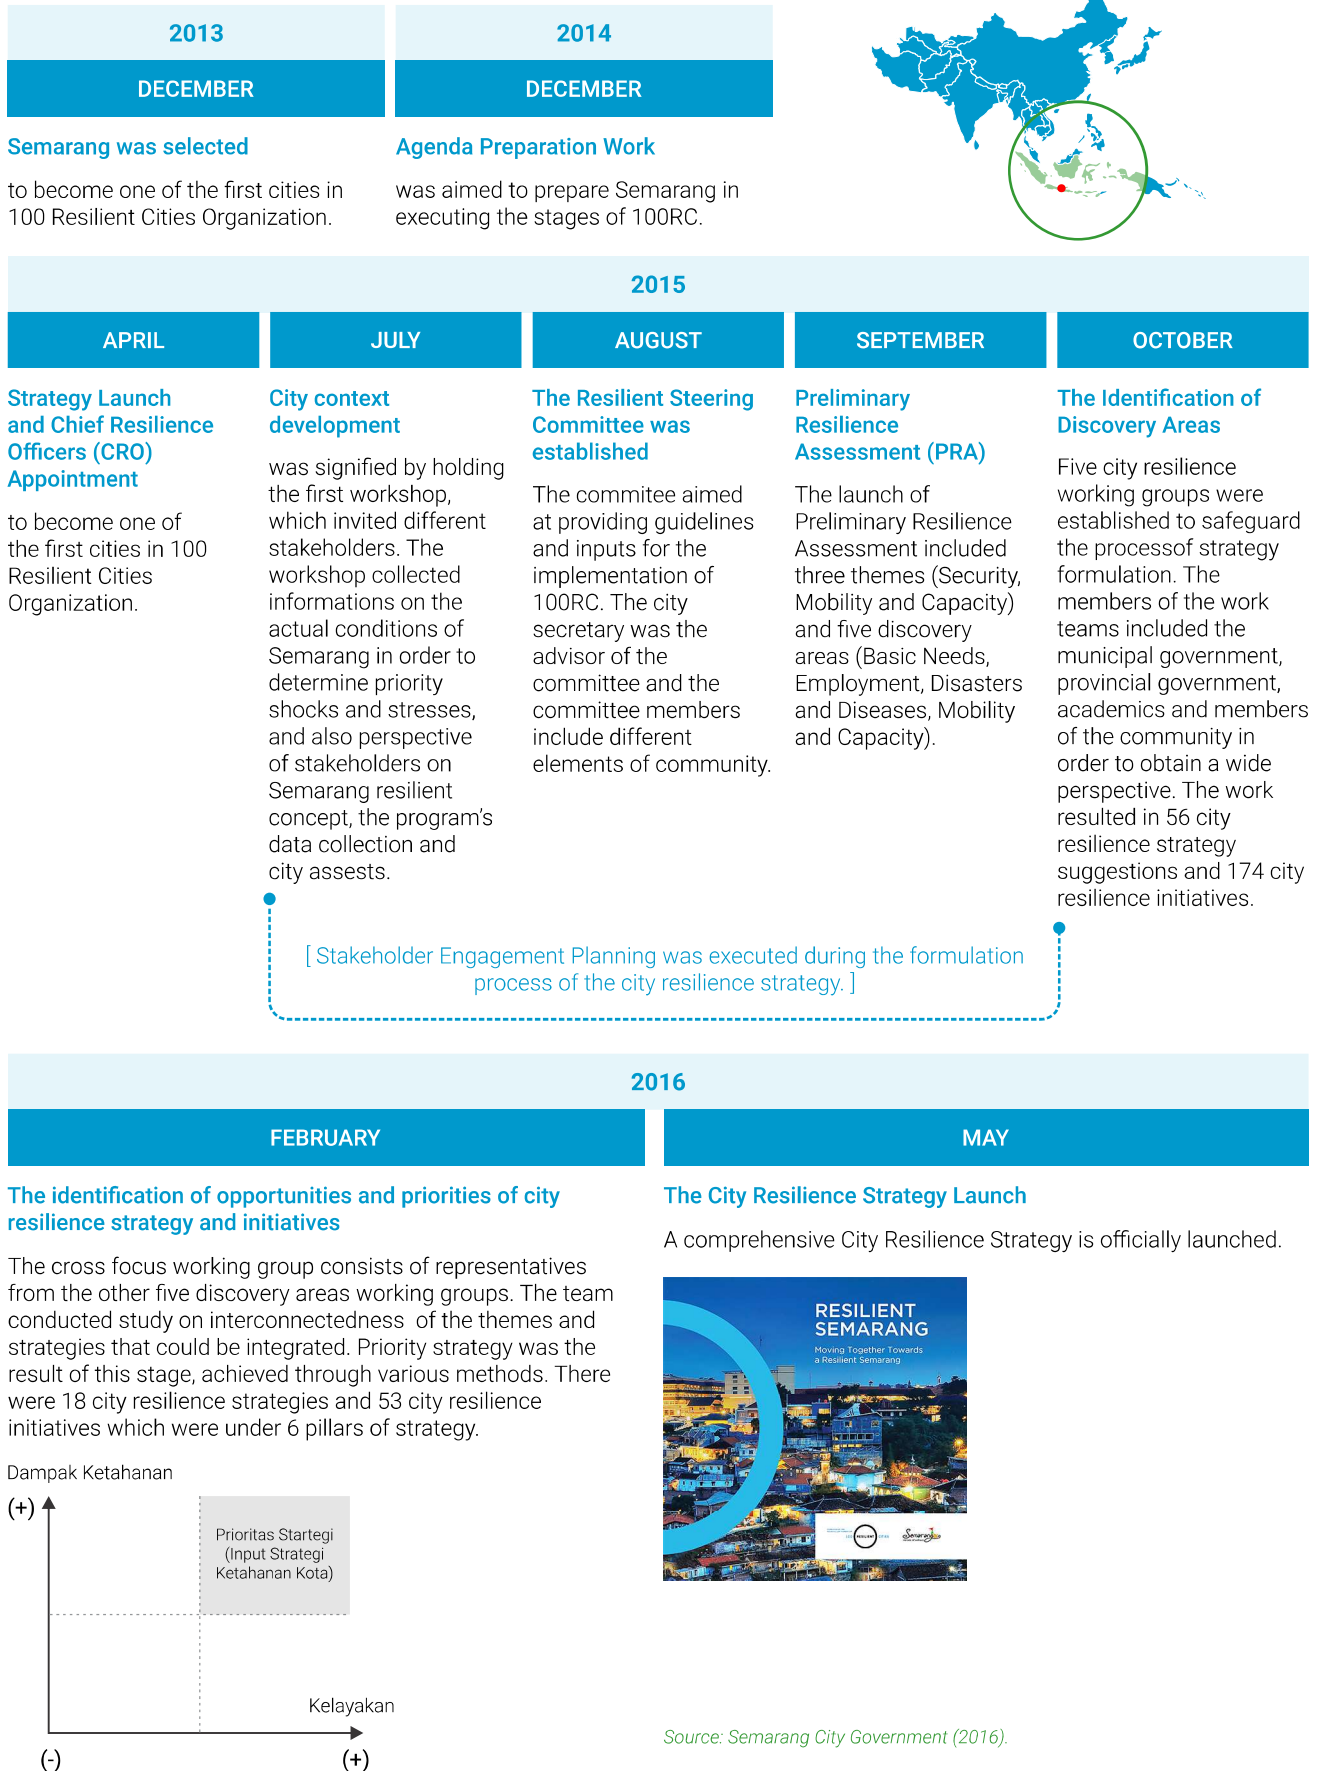 2013
DECEMBER
Semarang was selected
to become one of the first cities in
100 Resilient Cities Organization.
2014
DECEMBER
Agenda Preparation Work
was aimed to prepare Semarang in
executing the stages of 100RC.
2015
APRIL
Strategy Launch
and Chief Resilience
Officers (CRO)
Appointment
to become one of
the first cities in 100
Resilient Cities
Organization.
JULY
City context
development
was signified by holding
the first workshop,
which invited different
stakeholders. The
workshop collected
informations on the
actual conditions of
Semarang in order to
determine priority
shocks and stresses,
and also perspective
of stakeholders on
Semarang resilient
concept, the program's
data collection and
city assests.
AUGUST
The Resilient Steering
Committee was
established
The commitee aimed
at providing guidelines
and inputs for the
implementation of
100RC. The city
secretary was the
advisor of the
committee and the
committee members
include different
elements of community.
SEPTEMBER
Preliminary
Resilience
Assessment (PRA)
The launch of
Preliminary Resilience
Assessment included
three themes (Security,
Mobility and Capacity)
and five discovery
areas (Basic Needs,
Employment, Disasters
and Diseases, Mobility
and Capacity).
OCTOBER
The Identification of
Discovery Areas
Five city resilience
working groups were
established to safeguard
the processof strategy
formulation. The
members of the work
teams included the
municipal government,
provincial government,
academics and members
of the community in
order to obtain a wide
perspective. The work
resulted in 56 city
resilience strategy
suggestions and 174 city
resilience initiatives.
[ Stakeholder Engagement Planning was executed during the formulation
process of the city resilience strategy. ]
2016
FEBRUARY
The identification of opportunities and priorities of city
resilience strategy and initiatives
The cross focus working group consists of representatives
from the other five discovery areas working groups. The team
conducted study on interconnectedness of the themes and
strategies that could be integrated. Priority strategy was the
result of this stage, achieved through various methods. There
were 18 city resilience strategies and 53 city resilience
initiatives which were under 6 pillars of strategy.
Dampak Ketahanan
(+)
Prioritas Startegi
(Input Strategi
Ketahanan Kota)
Kelayakan
(-)
(+)
MAY
The City Resilience Strategy Launch
A comprehensive City Resilience Strategy is officially launched.
RESILIENT
SEMARANG
Moving Together Towards
a Resilient Semarang
RESILIENT
Semarang
Source: Semarang City Government (2016).